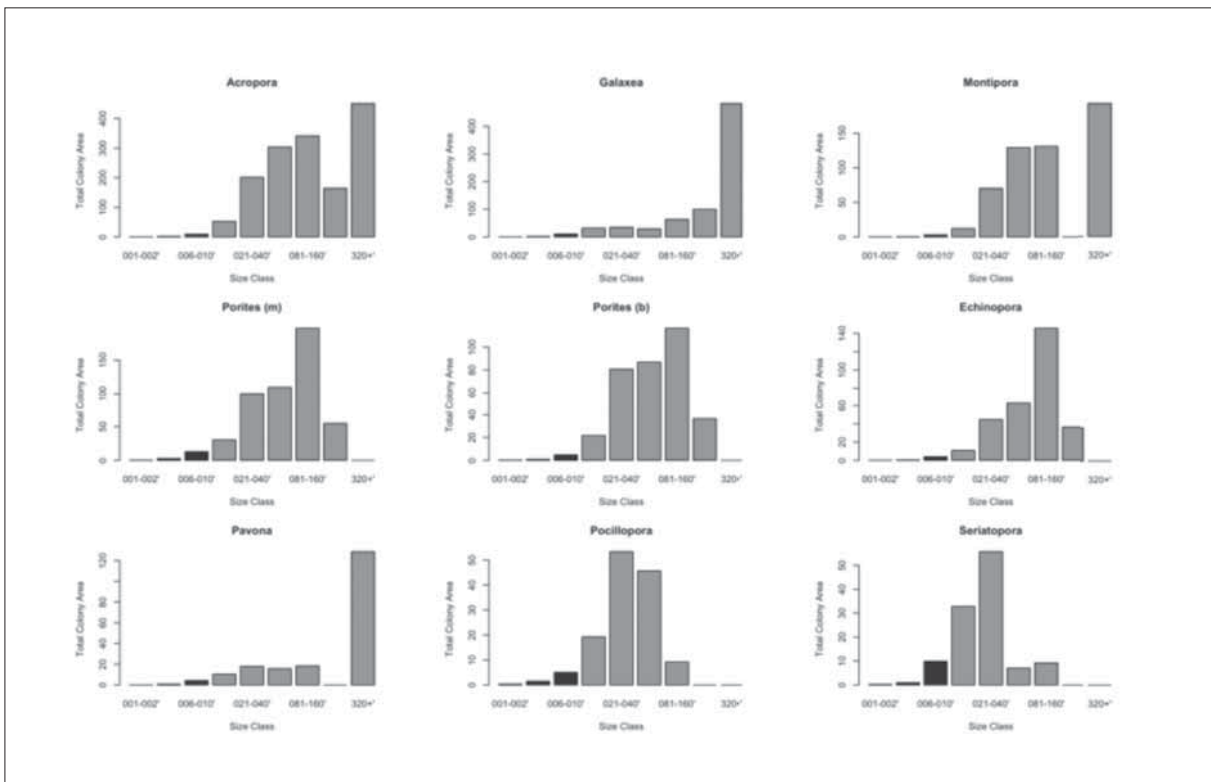 Acropora
Galaxea
Montipora
Total Colony Area
0 100 200 300 400
001-002' 006-010' 021-040' 081-160' 320+'
Size Class
Total Colony Area
0 100 200 300 400
001-002' 006-010' 021-040' 081-160' 320+'
Size Class
Total Colony Area
0 50 100 150
001-002' 006-010' 021-040' 081-160' 320+'
Size Class
Porites (m)
Porites (b)
Echinopora
Total Colony Area
0 50 100 150
001-002' 006-010' 021-040' 081-160' 320+'
Size Class
Total Colony Area
0 20 40 60 80 100
001-002' 006-010' 021-040' 081-160' 320+'
Size Class
Total Colony Area
0 20 60 100 140
001-002' 006-010' 021-040' 081-160' 320+'
Size Class
Pavona
Pocillopora
Seriatopora
Total Colony Area
0 20 40 60 80 120
001-002' 006-010' 021-040' 081-160' 320+'
Size Class
Total Colony Area
0 10 20 30 40 50
001-002' 006-010' 021-040' 081-160' 320+'
Size Class
Total Colony Area
0 10 20 30 40 50
001-002' 006-010' 021-040' 081-160' 320+'
Size Class